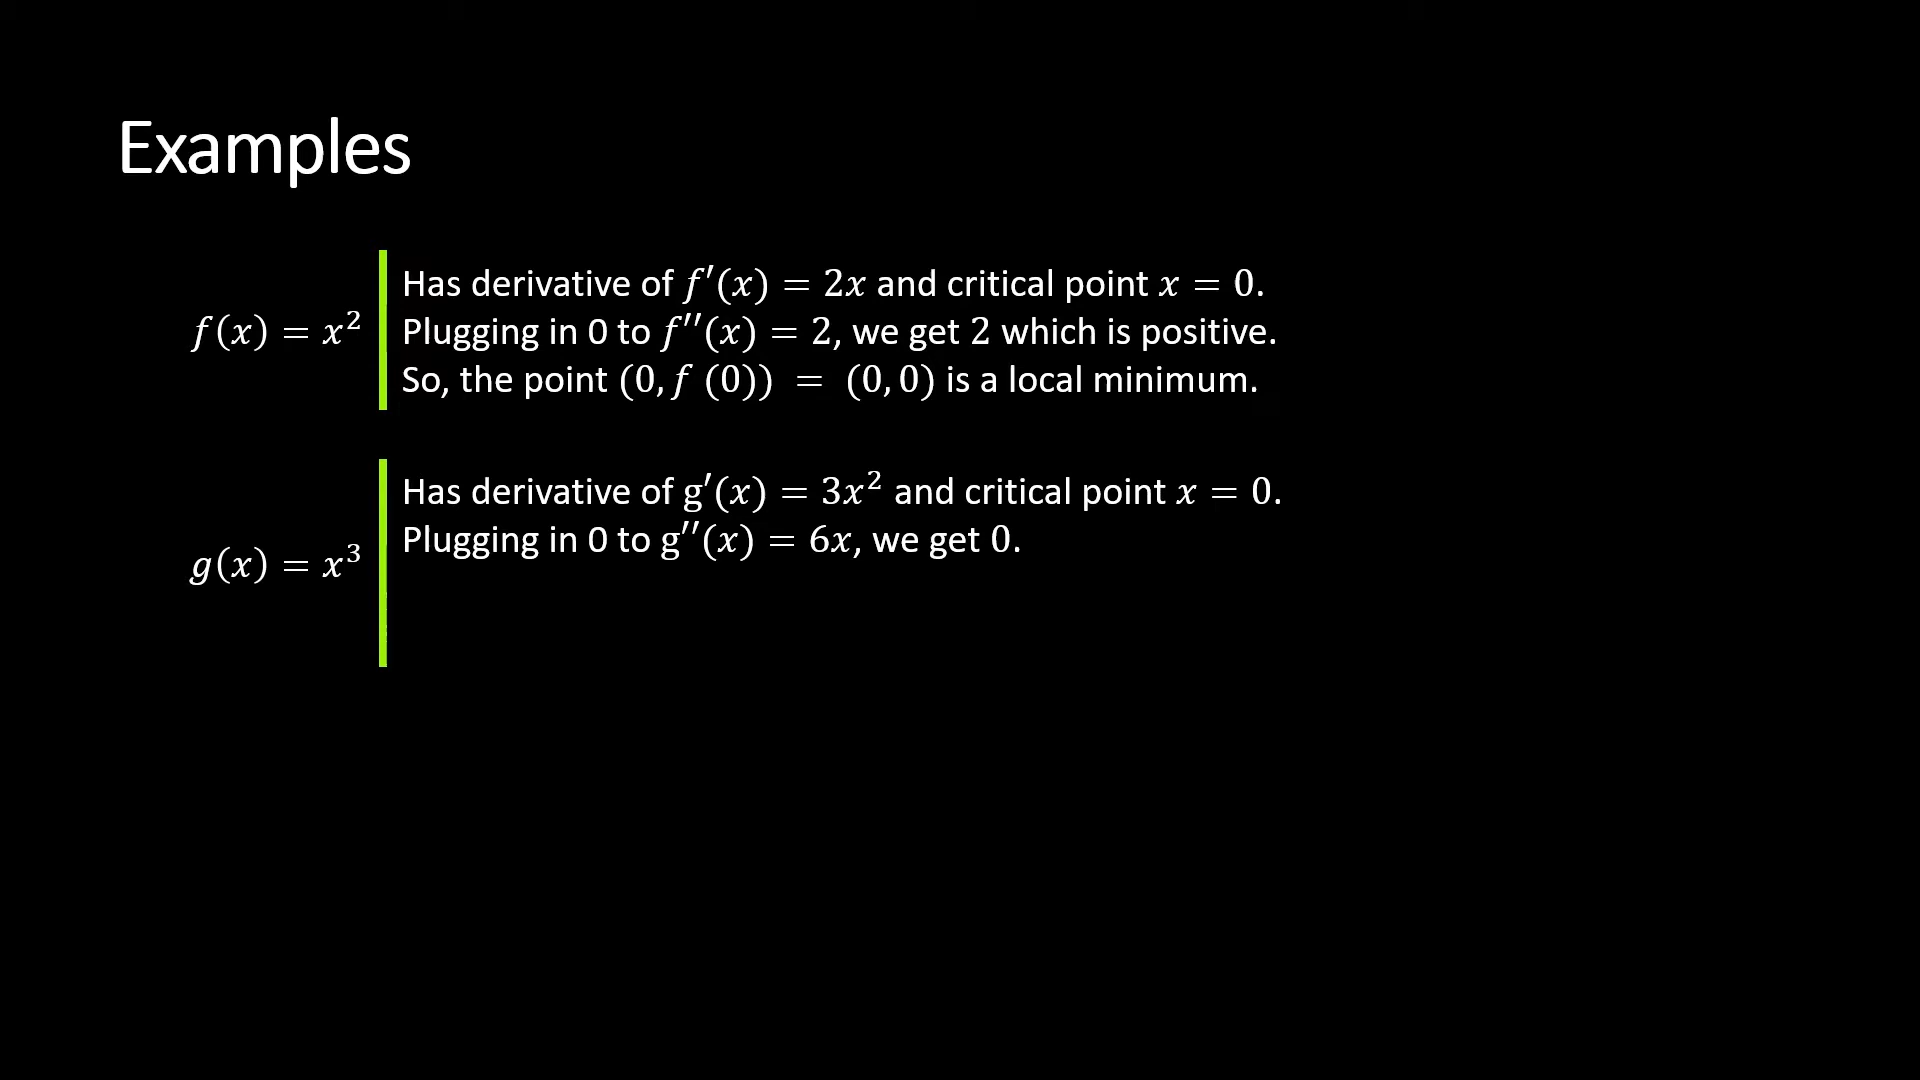 Examples
f(x) = x²
Has derivative of f′(x) = 2x and critical point x = 0.
Plugging in 0 to f′′(x) = 2, we get 2 which is positive.
So, the point (0, f (0)) = (0, 0) is a local minimum.
g(x) = x³
Has derivative of g′(x) = 3x² and critical point x = 0.
Plugging in 0 to g′′(x) = 6x, we get 0.